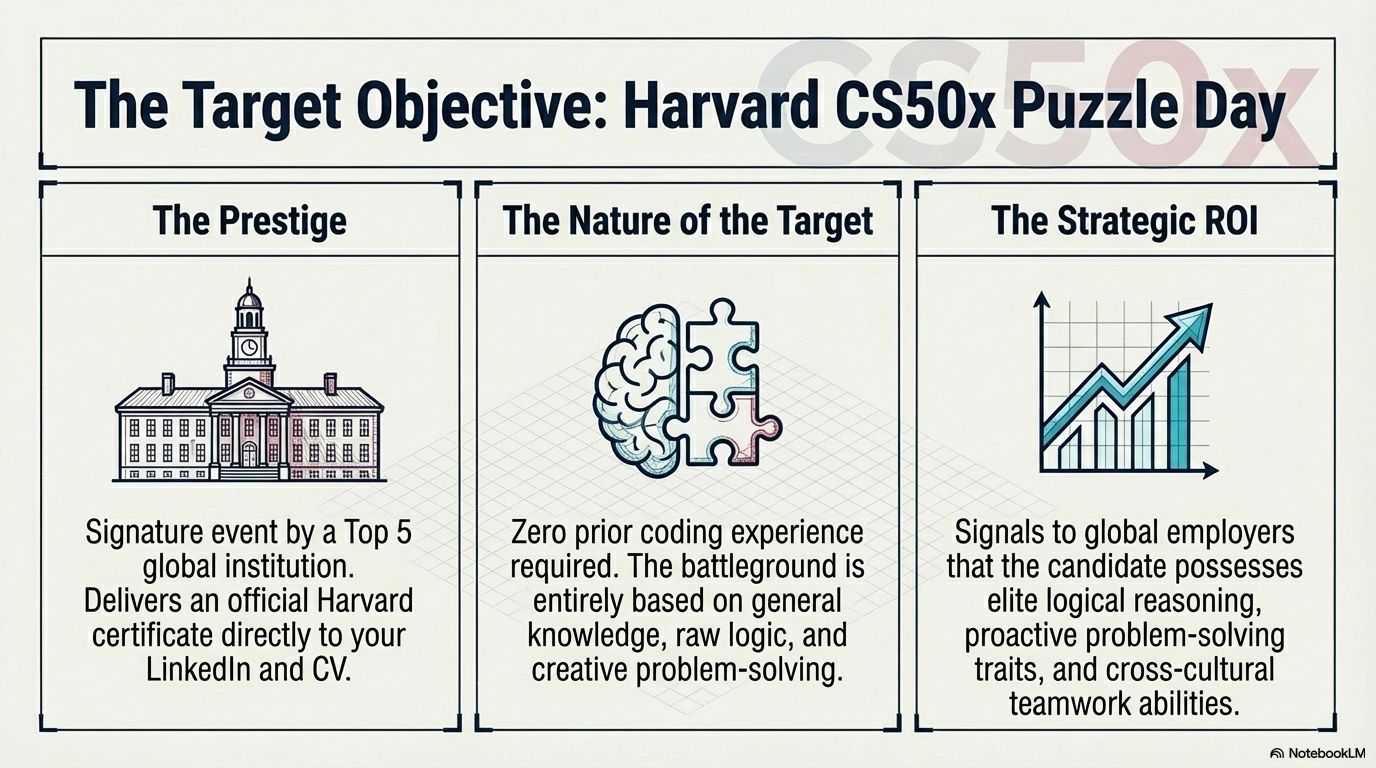 CS50x
The Target Objective: Harvard CS50x Puzzle Day
The Prestige
Signature event by a Top 5
global institution.
Delivers an official Harvard
certificate directly to your
LinkedIn and CV.
The Nature of the Target
Zero prior coding experience
required. The battleground is
entirely based on general
knowledge, raw logic, and
creative problem-solving.
The Strategic ROI
Signals to global employers
that the candidate possesses
elite logical reasoning,
proactive problem-solving
traits, and cross-cultural
teamwork abilities.
NotebookLM